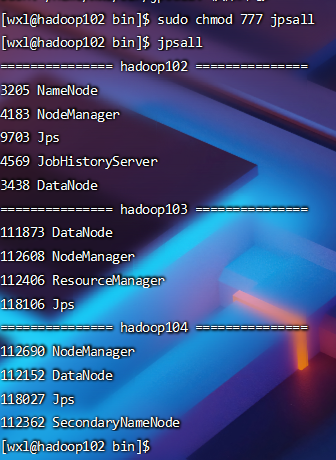 [wxl@hadoop102 bin]$ sudo chmod 777 jpsall
[wxl@hadoop102 bin]$ jpsall
=============== hadoop102 ===============
3205 NameNode
4183 NodeManager
9703 Jps
4569 JobHistoryServer
3438 DataNode
=============== hadoop103 ===============
111873 DataNode
112608 NodeManager
112406 ResourceManager
118106 Jps
=============== hadoop104 ===============
112690 NodeManager
112152 DataNode
118027 Jps
112362 SecondaryNameNode
[wxl@hadoop102 bin]$